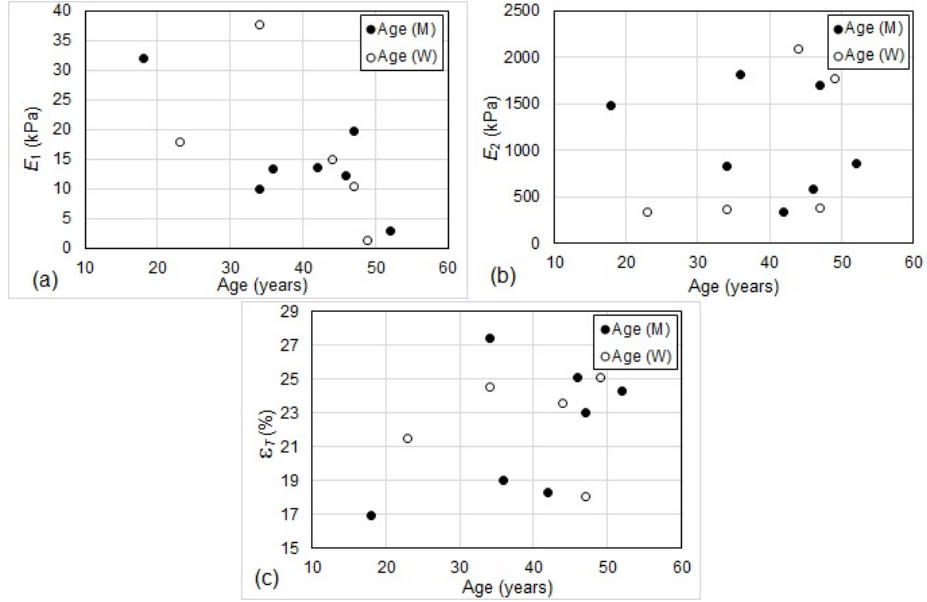 40
35
30
25
20
15
10
5
0
E1 (kPa)
Age (M)
Age (W)
10 20 30 40 50 60
Age (years)
(a)
2500
2000
1500
1000
500
0
E2 (kPa)
Age (M)
Age (W)
10 20 30 40 50 60
Age (years)
(b)
29
27
25
23
21
19
17
15
εT (%)
Age (M)
Age (W)
10 20 30 40 50 60
Age (years)
(c)